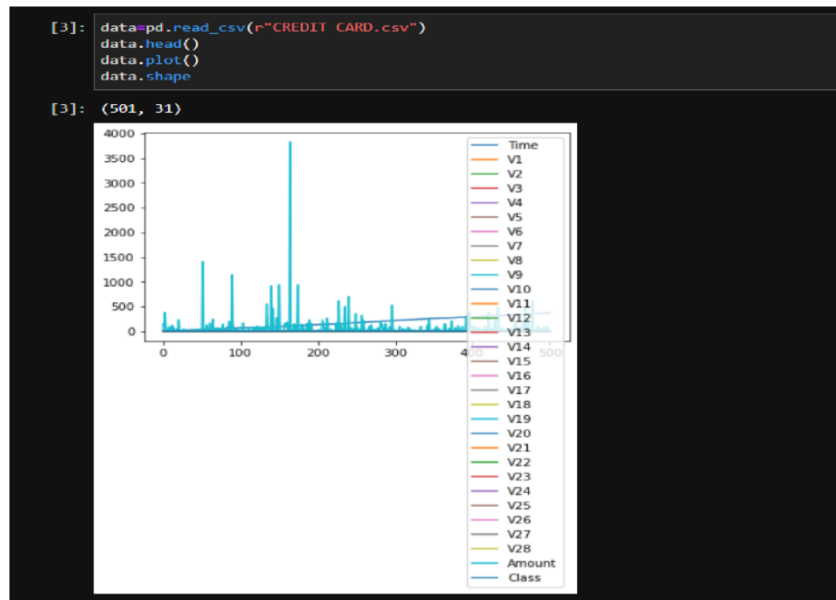 [3]: data=pd.read_csv(r"CREDIT CARD.csv")
data.head()
data.plot()
data.shape
[3]: (501, 31)
4000
3500
3000
2500
2000
1500
1000
500
0
0 100 200 300 400 500
Time
V1
V2
V3
V4
V5
V6
V7
V8
V9
V10
V11
V12
V13
V14
V15
V16
V17
V18
V19
V20
V21
V22
V23
V24
V25
V26
V27
V28
Amount
Class